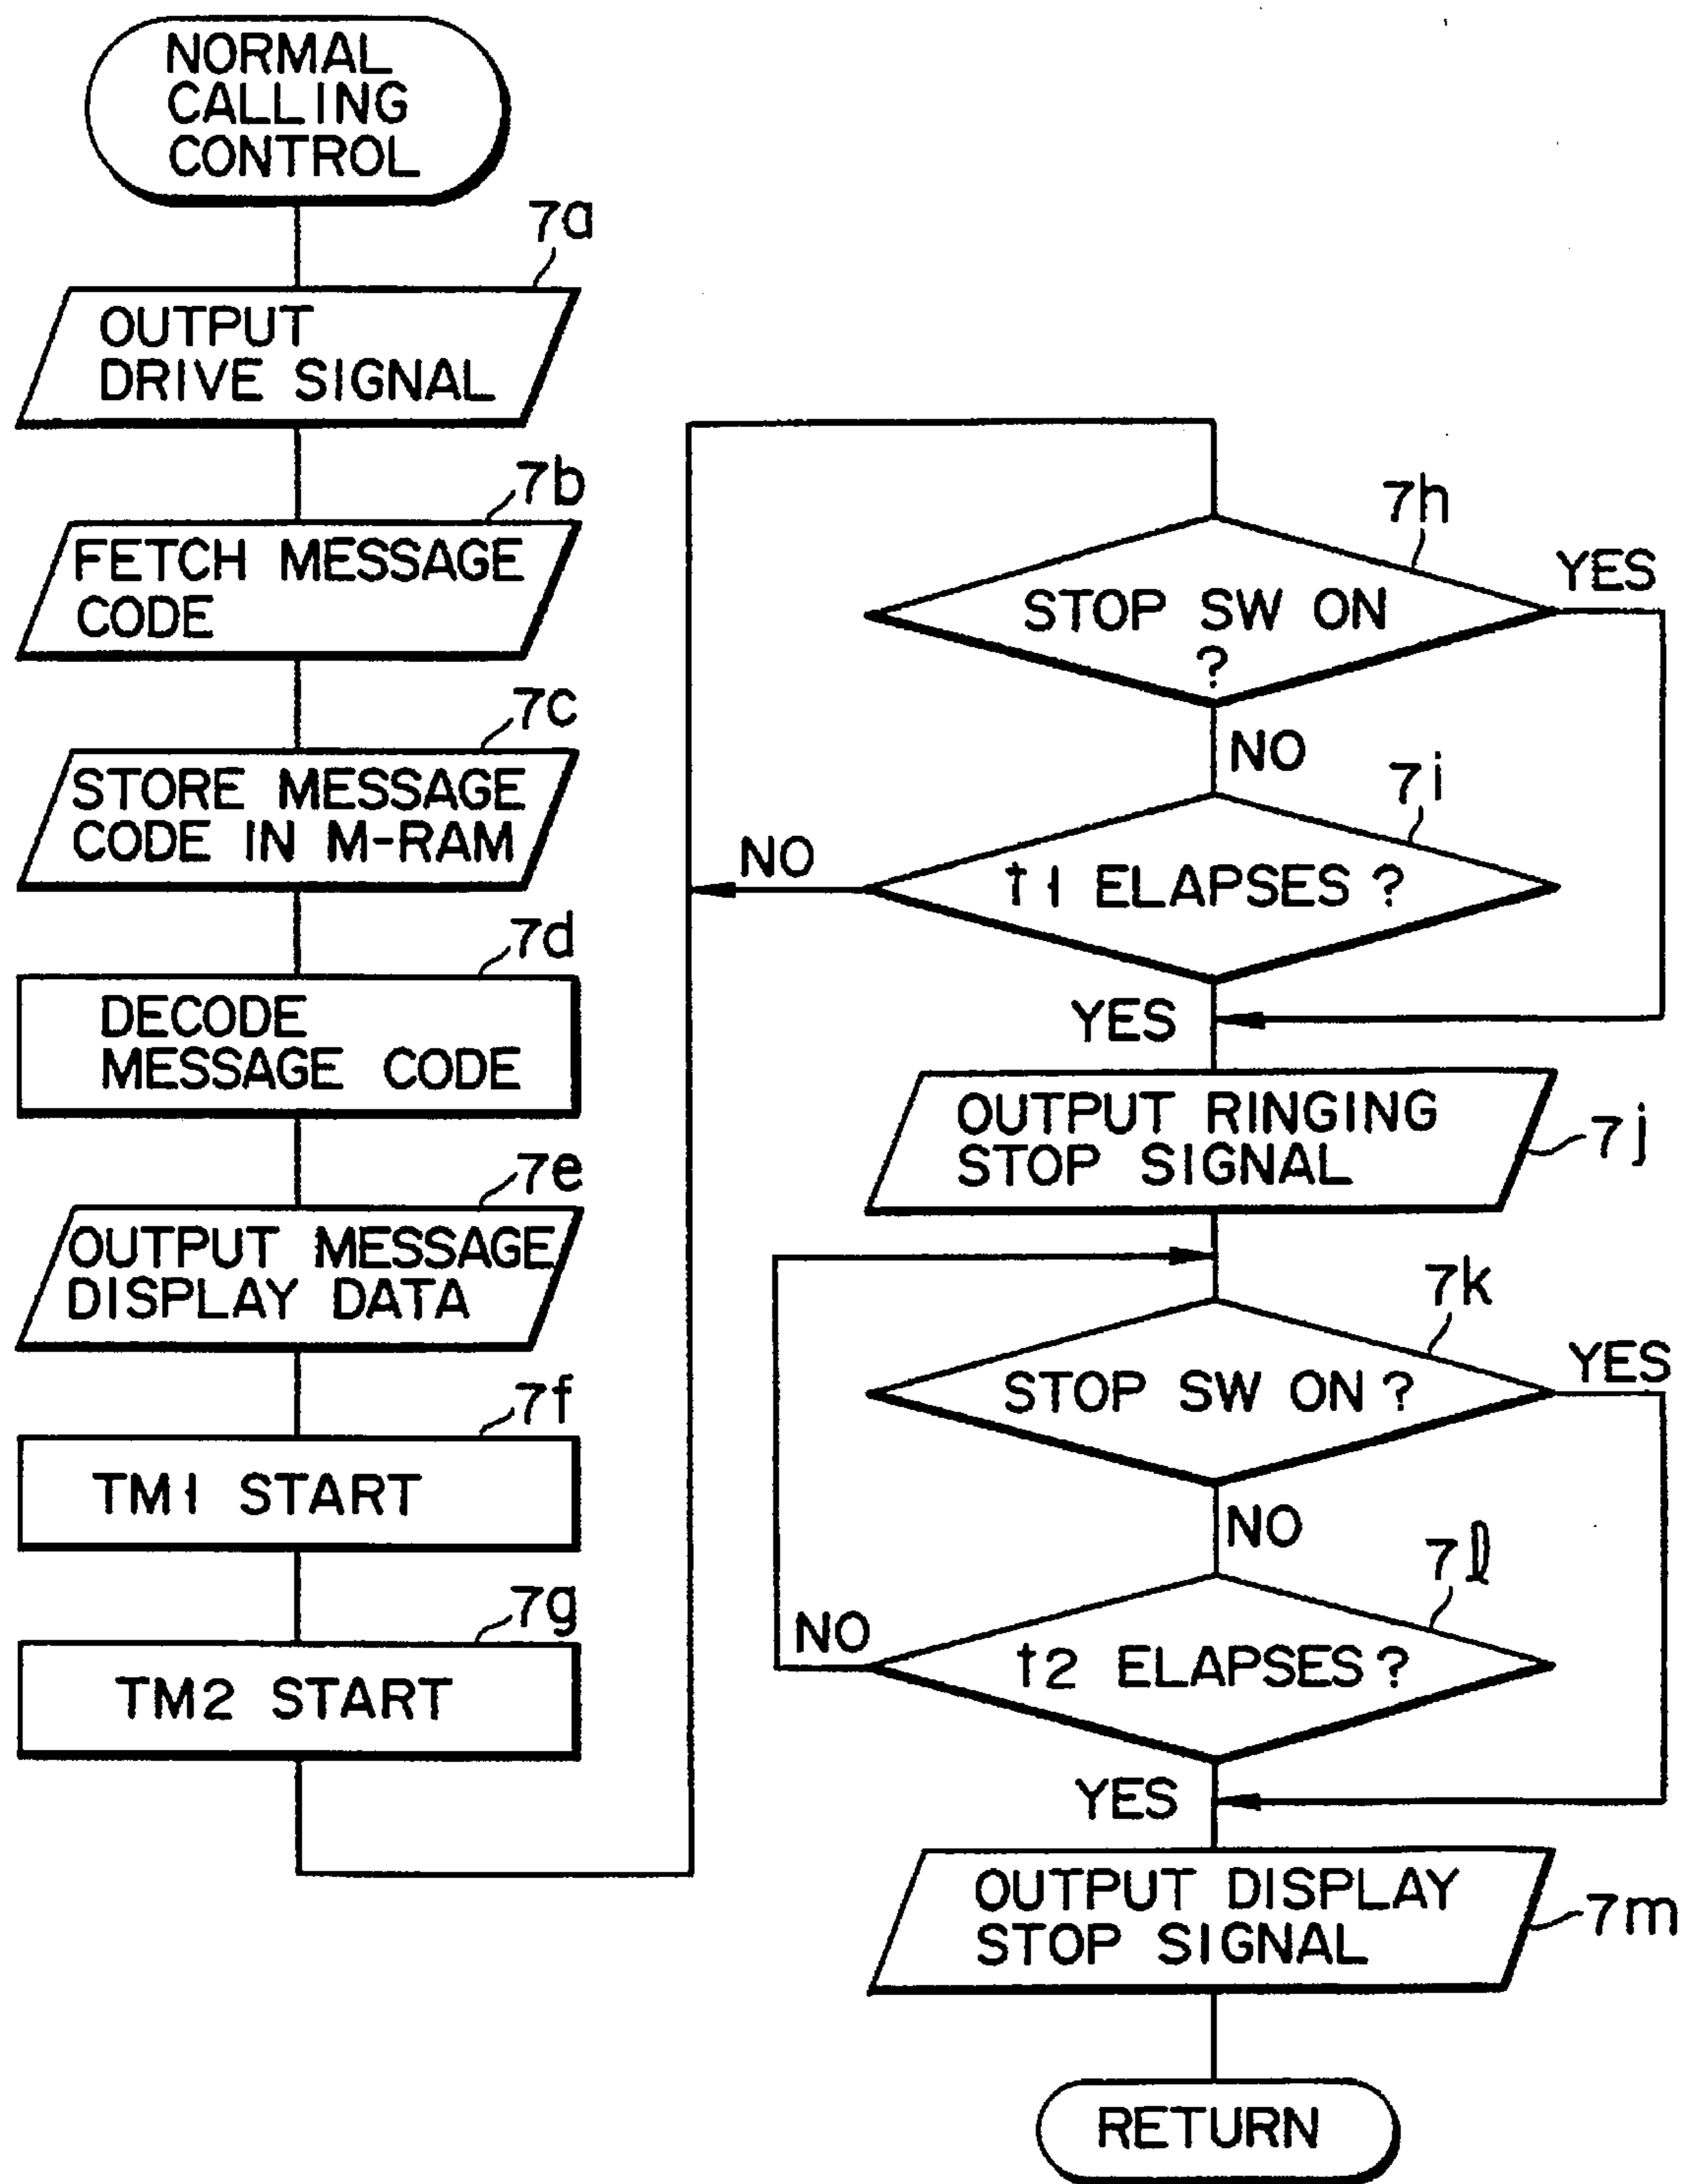 NORMAL
CALLING
CONTROL
7a
OUTPUT
DRIVE SIGNAL
7b
FETCH MESSAGE
CODE
7c
STORE MESSAGE
CODE IN M-RAM
7d
DECODE
MESSAGE CODE
7e
OUTPUT MESSAGE
DISPLAY DATA
7f
TM1 START
7g
TM2 START
7h
STOP SW ON
?
YES
NO
7i
t1 ELAPSES ?
NO
YES
OUTPUT RINGING
STOP SIGNAL
7j
7k
STOP SW ON ?
YES
NO
7l
t2 ELAPSES ?
NO
YES
OUTPUT DISPLAY
STOP SIGNAL
7m
RETURN